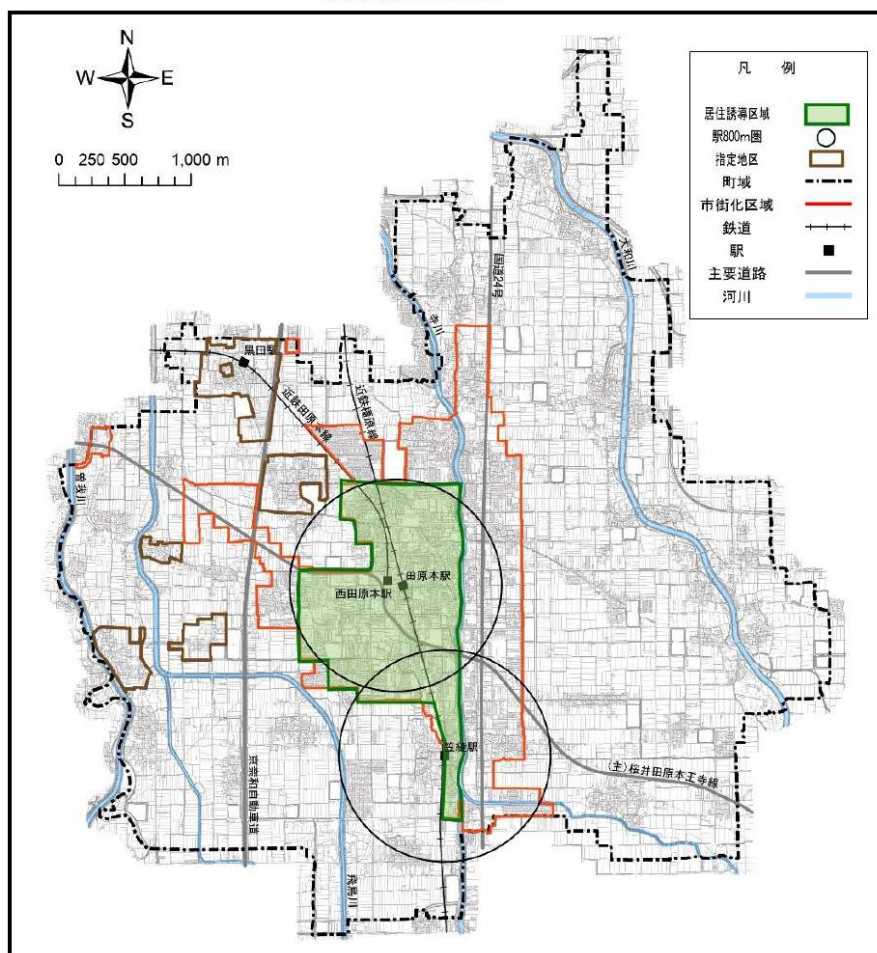 N
W E
S
0 250 500 1,000 m
凡 例
居住誘導区域
駅800m圏
指定地区
町域
市街化区域
鉄道
駅
主要道路
河川
大和川
国道24号
寺川
黒田駅
近鉄田原本線
近鉄橿原線
曽我川
田原本駅
西田原本駅
笠縫駅
(主)桜井田原本王寺線
京奈和自動車道
飛鳥川